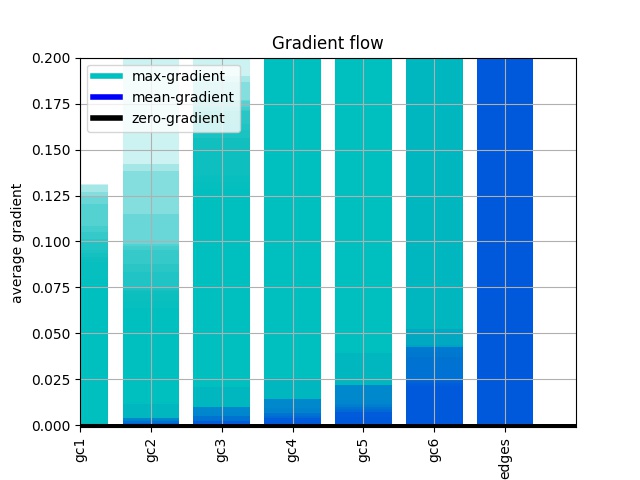 Gradient flow
max-gradient
mean-gradient
zero-gradient
average gradient
0.200
0.175
0.150
0.125
0.100
0.075
0.050
0.025
0.000
gc1
gc2
gc3
gc4
gc5
gc6
edges